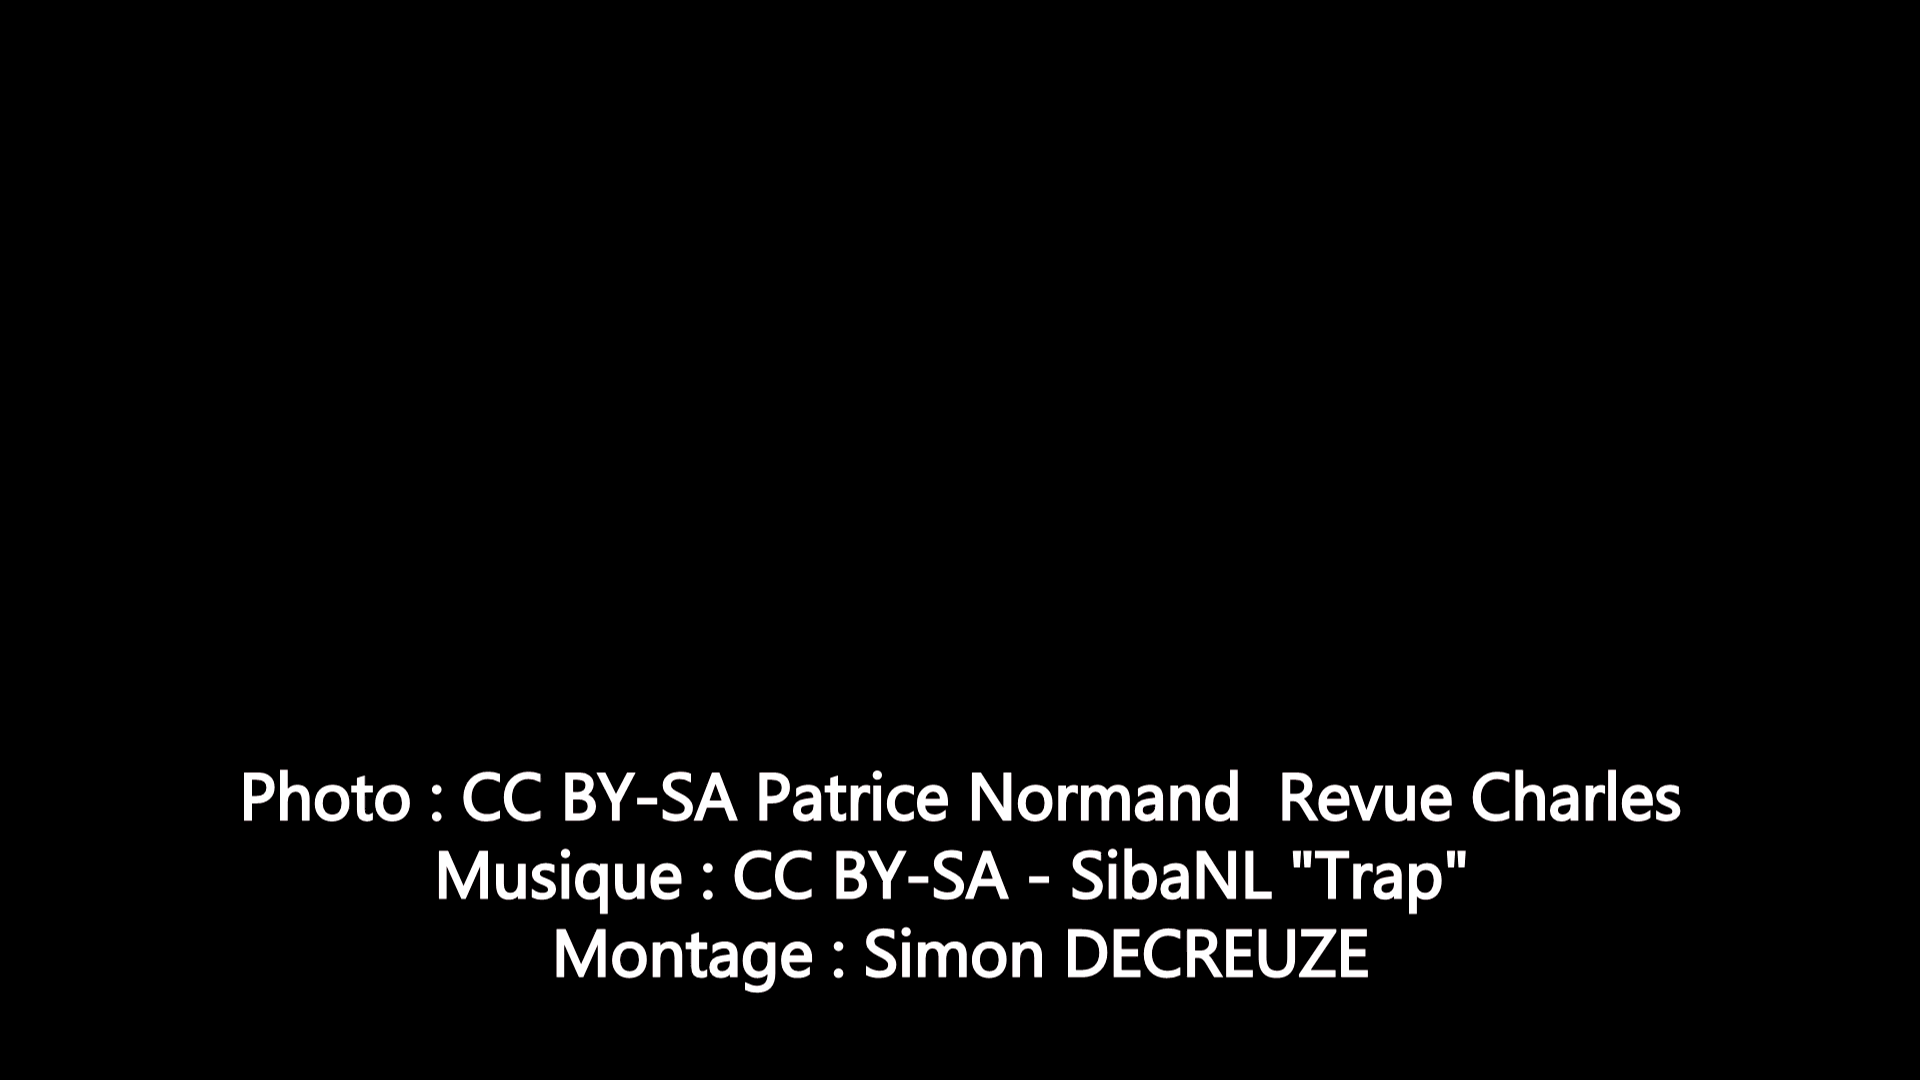 Photo : CC BY-SA Patrice Normand  Revue Charles
Musique : CC BY-SA - SibaNL "Trap"
Montage : Simon DECREUZE